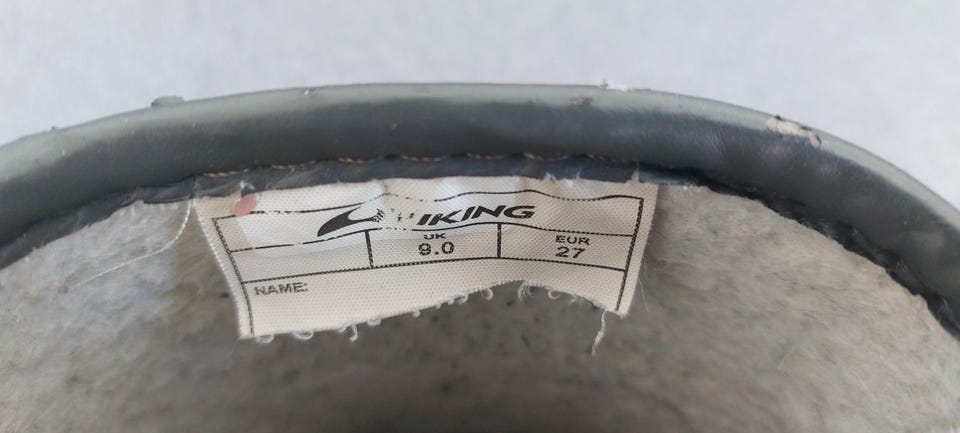 VIKING
UK EUR
9.0 27
NAME: